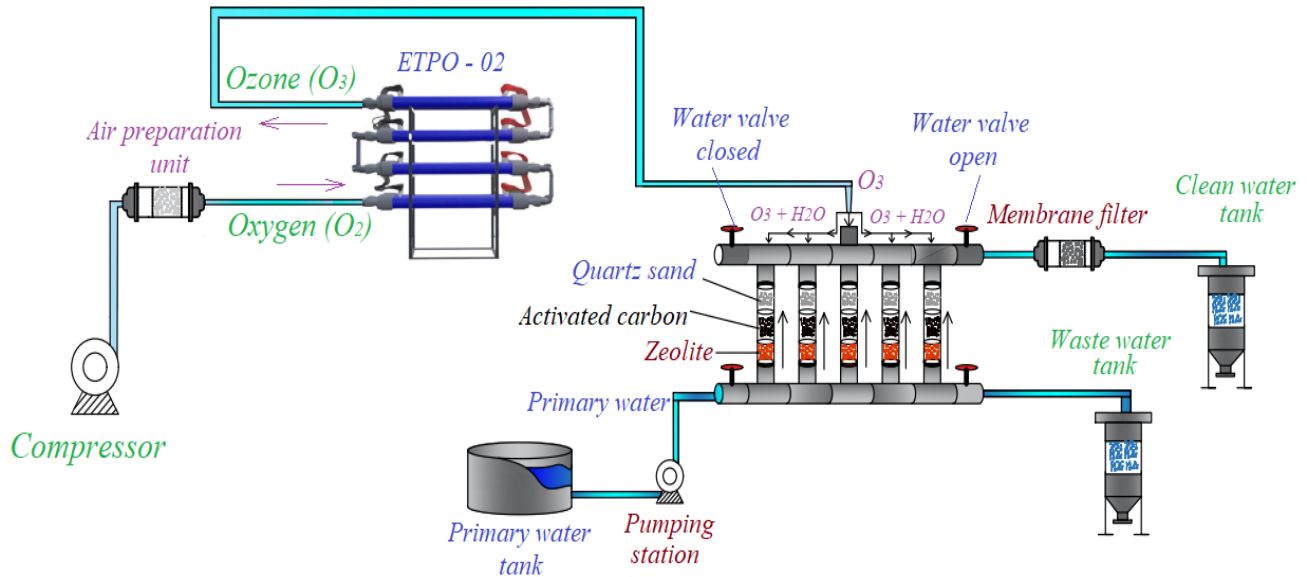 Ozone (O3)
ETPO - 02
Air preparation
unit
Oxygen (O2)
Compressor
Water valve
closed
Water valve
open
O3
O3 + H2O
O3 + H2O
Membrane filter
Clean water
tank
Quartz sand
Activated carbon
Zeolite
Primary water
Waste water
tank
Primary water
tank
Pumping
station